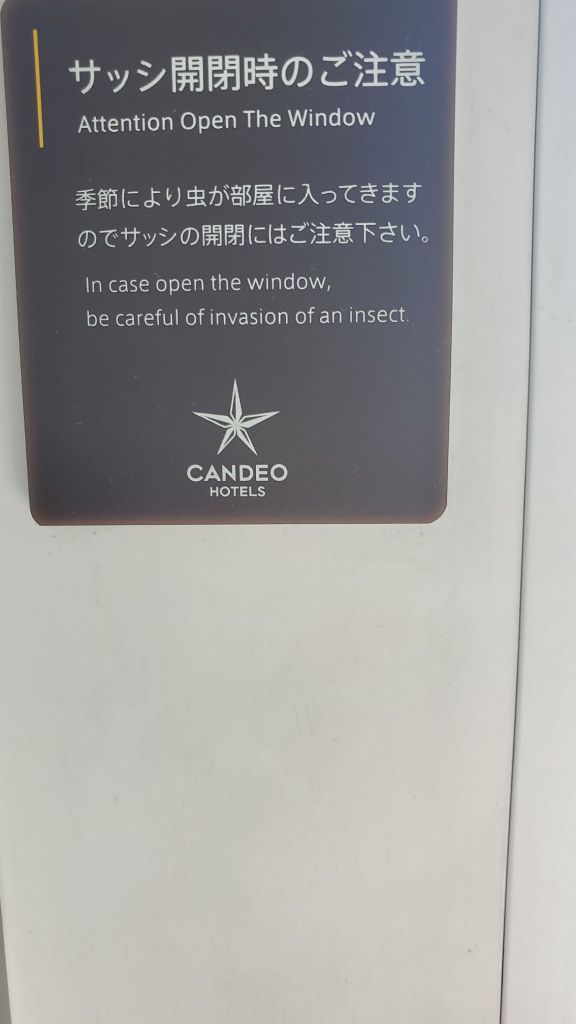 サッシ開閉時のご注意
Attention Open The Window
季節により虫が部屋に入ってきます
のでサッシの開閉にはご注意下さい。
In case open the window,
be careful of invasion of an insect.
CANDEO
HOTELS